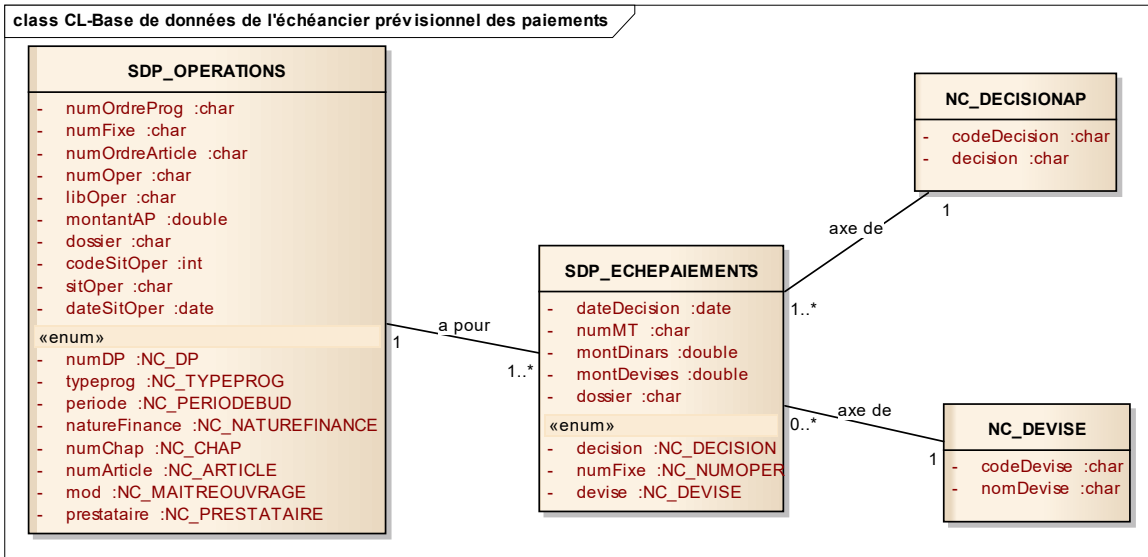 class CL-Base de données de l'échéancier prévisionnel des paiements
SDP_OPERATIONS
- numOrdreProg :char
- numFixe :char
- numOrdreArticle :char
- numOper :char
- libOper :char
- montantAP :double
- dossier :char
- codeSitOper :int
- sitOper :char
- dateSitOper :date
«enum»
- numDP :NC_DP
- typeprog :NC_TYPEPROG
- periode :NC_PERIODEBUD
- natureFinance :NC_NATUREFINANCE
- numChap :NC_CHAP
- numArticle :NC_ARTICLE
- mod :NC_MAITREOUVRAGE
- prestataire :NC_PRESTATAIRE
1
a pour
1..*
SDP_ECHEPAIEMENTS
- dateDecision :date
- numMT :char
- montDinars :double
- montDevises :double
- dossier :char
«enum»
- decision :NC_DECISION
- numFixe :NC_NUMOPER
- devise :NC_DEVISE
NC_DECISIONAP
- codeDecision :char
- decision :char
1
axe de
1..*
axe de
0..*
1
NC_DEVISE
- codeDevise :char
- nomDevise :char